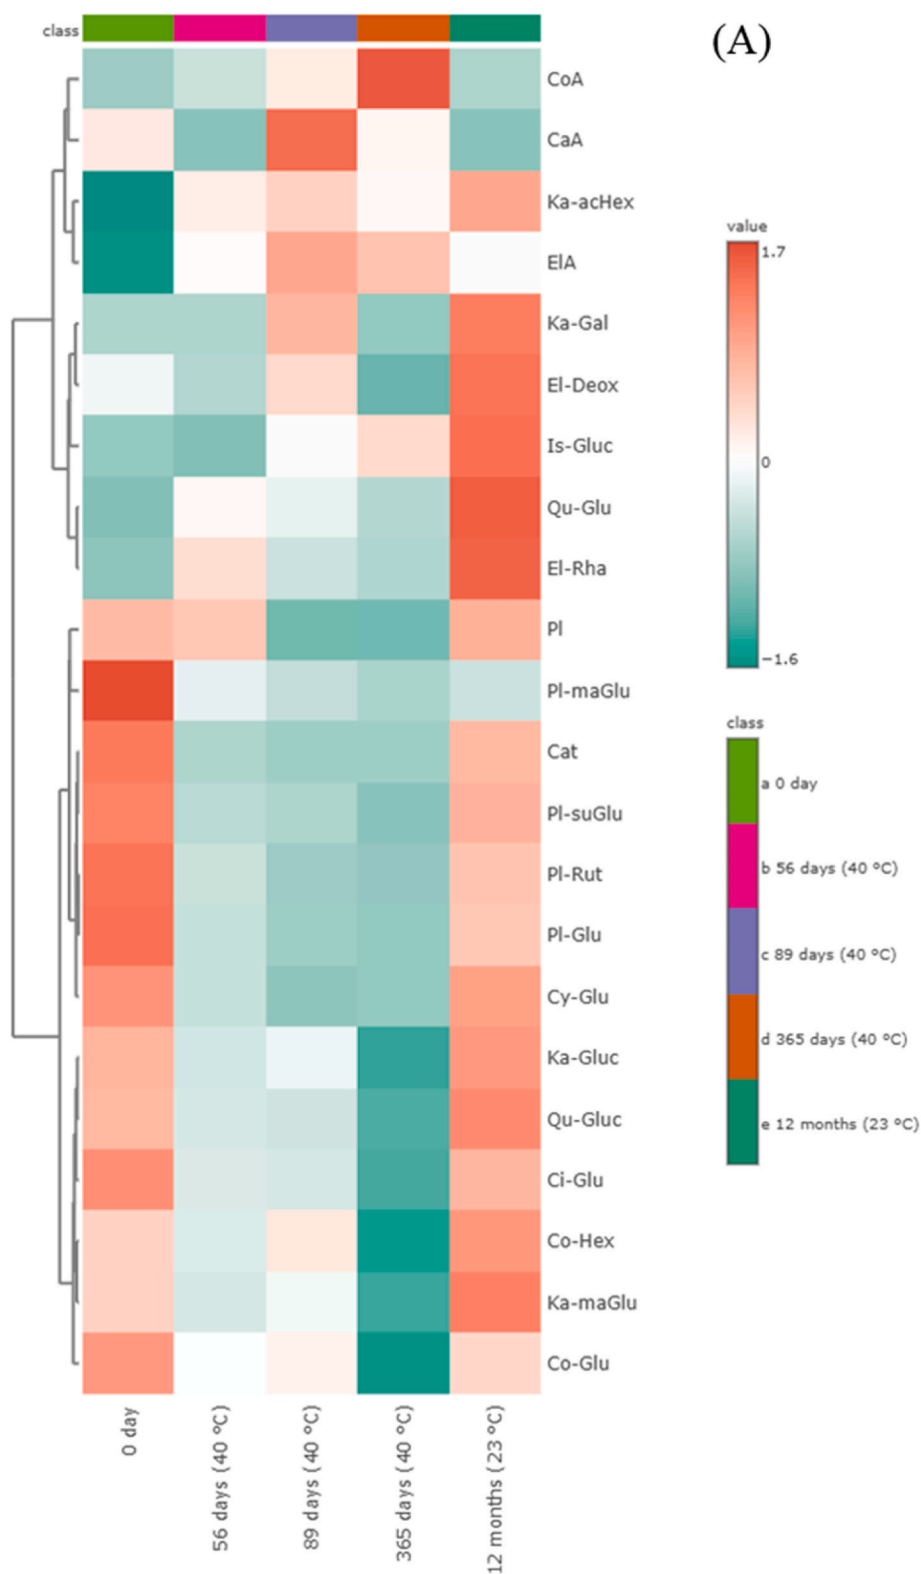 (A)
class
CoA
CaA
Ka-acHex
ElA
Ka-Gal
El-Deox
Is-Gluc
Qu-Glu
El-Rha
Pl
Pl-maGlu
Cat
Pl-suGlu
Pl-Rut
Pl-Glu
Cy-Glu
Ka-Gluc
Qu-Gluc
Ci-Glu
Co-Hex
Ka-maGlu
Co-Glu
0 day
56 days (40 °C)
89 days (40 °C)
365 days (40 °C)
12 months (23 °C)
value
1.7
0
−1.6
class
a 0 day
b 56 days (40 °C)
c 89 days (40 °C)
d 365 days (40 °C)
e 12 months (23 °C)